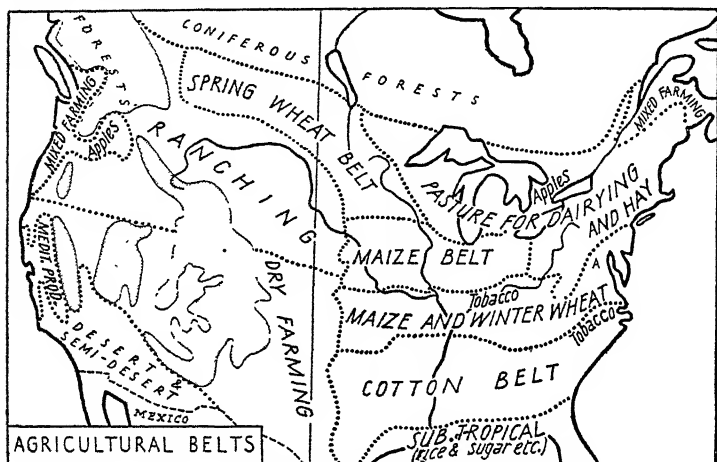 CONIFEROUS FORESTS
FORESTS
SPRING WHEAT BELT
MIXED FARMING
MIXED FARMING
Apples
RANCHING
Apples
PASTURE FOR DAIRYING
AND HAY
MEDIT. PROD.
MAIZE BELT
A
DRY FARMING
Tobacco
MAIZE AND WINTER WHEAT
Tobacco
DESERT &
SEMI-DESERT
COTTON BELT
MEXICO
SUB.TROPICAL
(rice & sugar etc.)
AGRICULTURAL BELTS